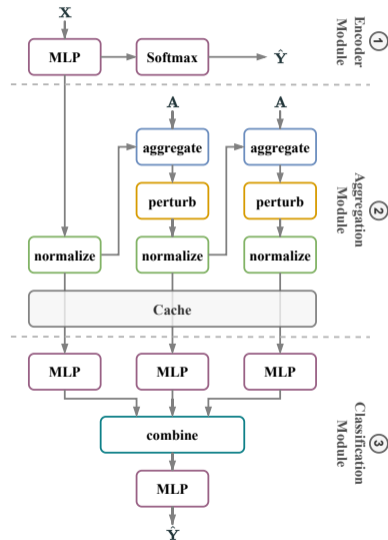 X
MLP
Softmax
Ŷ
Encoder
Module
1
A
A
aggregate
aggregate
perturb
perturb
normalize
normalize
normalize
Cache
Aggregation
Module
2
MLP
MLP
MLP
combine
MLP
Ŷ
Classification
Module
3